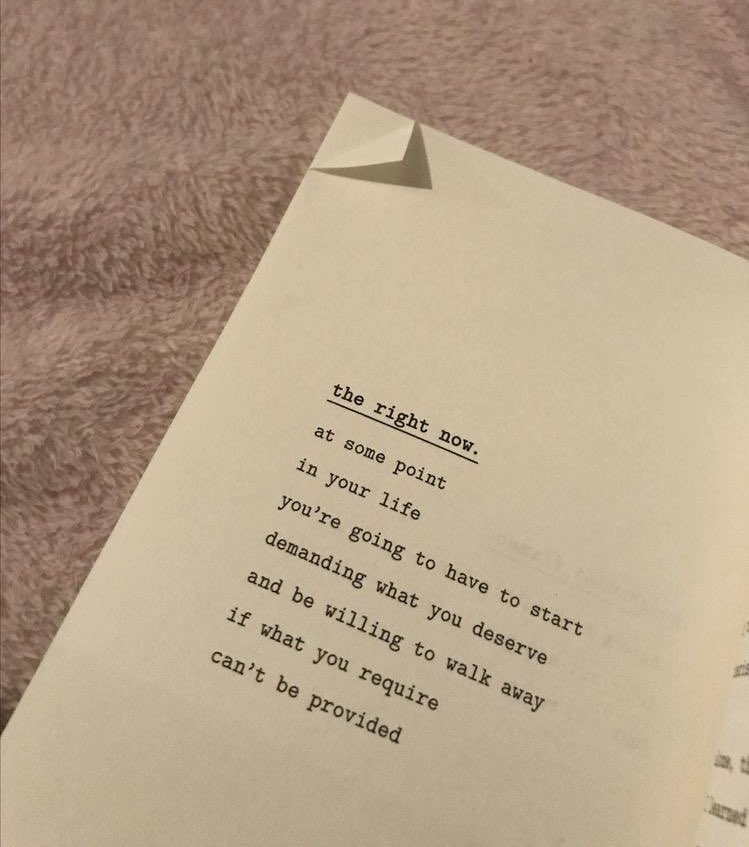 the right now.
at some point
in your life
you're going to have to start
demanding what you deserve
and be willing to walk away
if what you require
can't be provided
learned